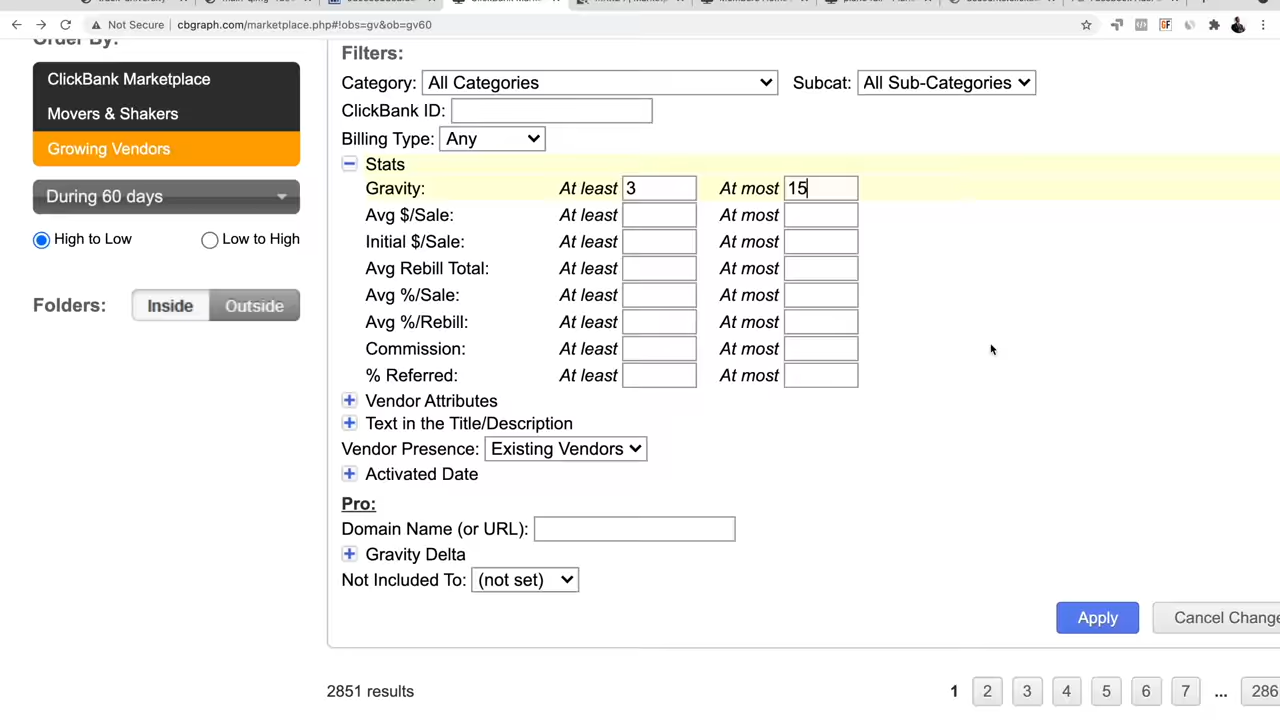 Not Secure
cbgraph.com/marketplace.php#!obs=gv&ob=gv60
Order By:
ClickBank Marketplace
Movers & Shakers
Growing Vendors
During 60 days
High to Low
Low to High
Folders:
Inside
Outside
Filters:
Category: All Categories Subcat: All Sub-Categories
ClickBank ID:
Billing Type: Any
Stats
Gravity: At least 3 At most 15
Avg $/Sale: At least At most
Initial $/Sale: At least At most
Avg Rebill Total: At least At most
Avg %/Sale: At least At most
Avg %/Rebill: At least At most
Commission: At least At most
% Referred: At least At most
Vendor Attributes
Text in the Title/Description
Vendor Presence: Existing Vendors
Activated Date
Pro:
Domain Name (or URL):
Gravity Delta
Not Included To: (not set)
Apply Cancel Change
2851 results 1 2 3 4 5 6 7 ... 286